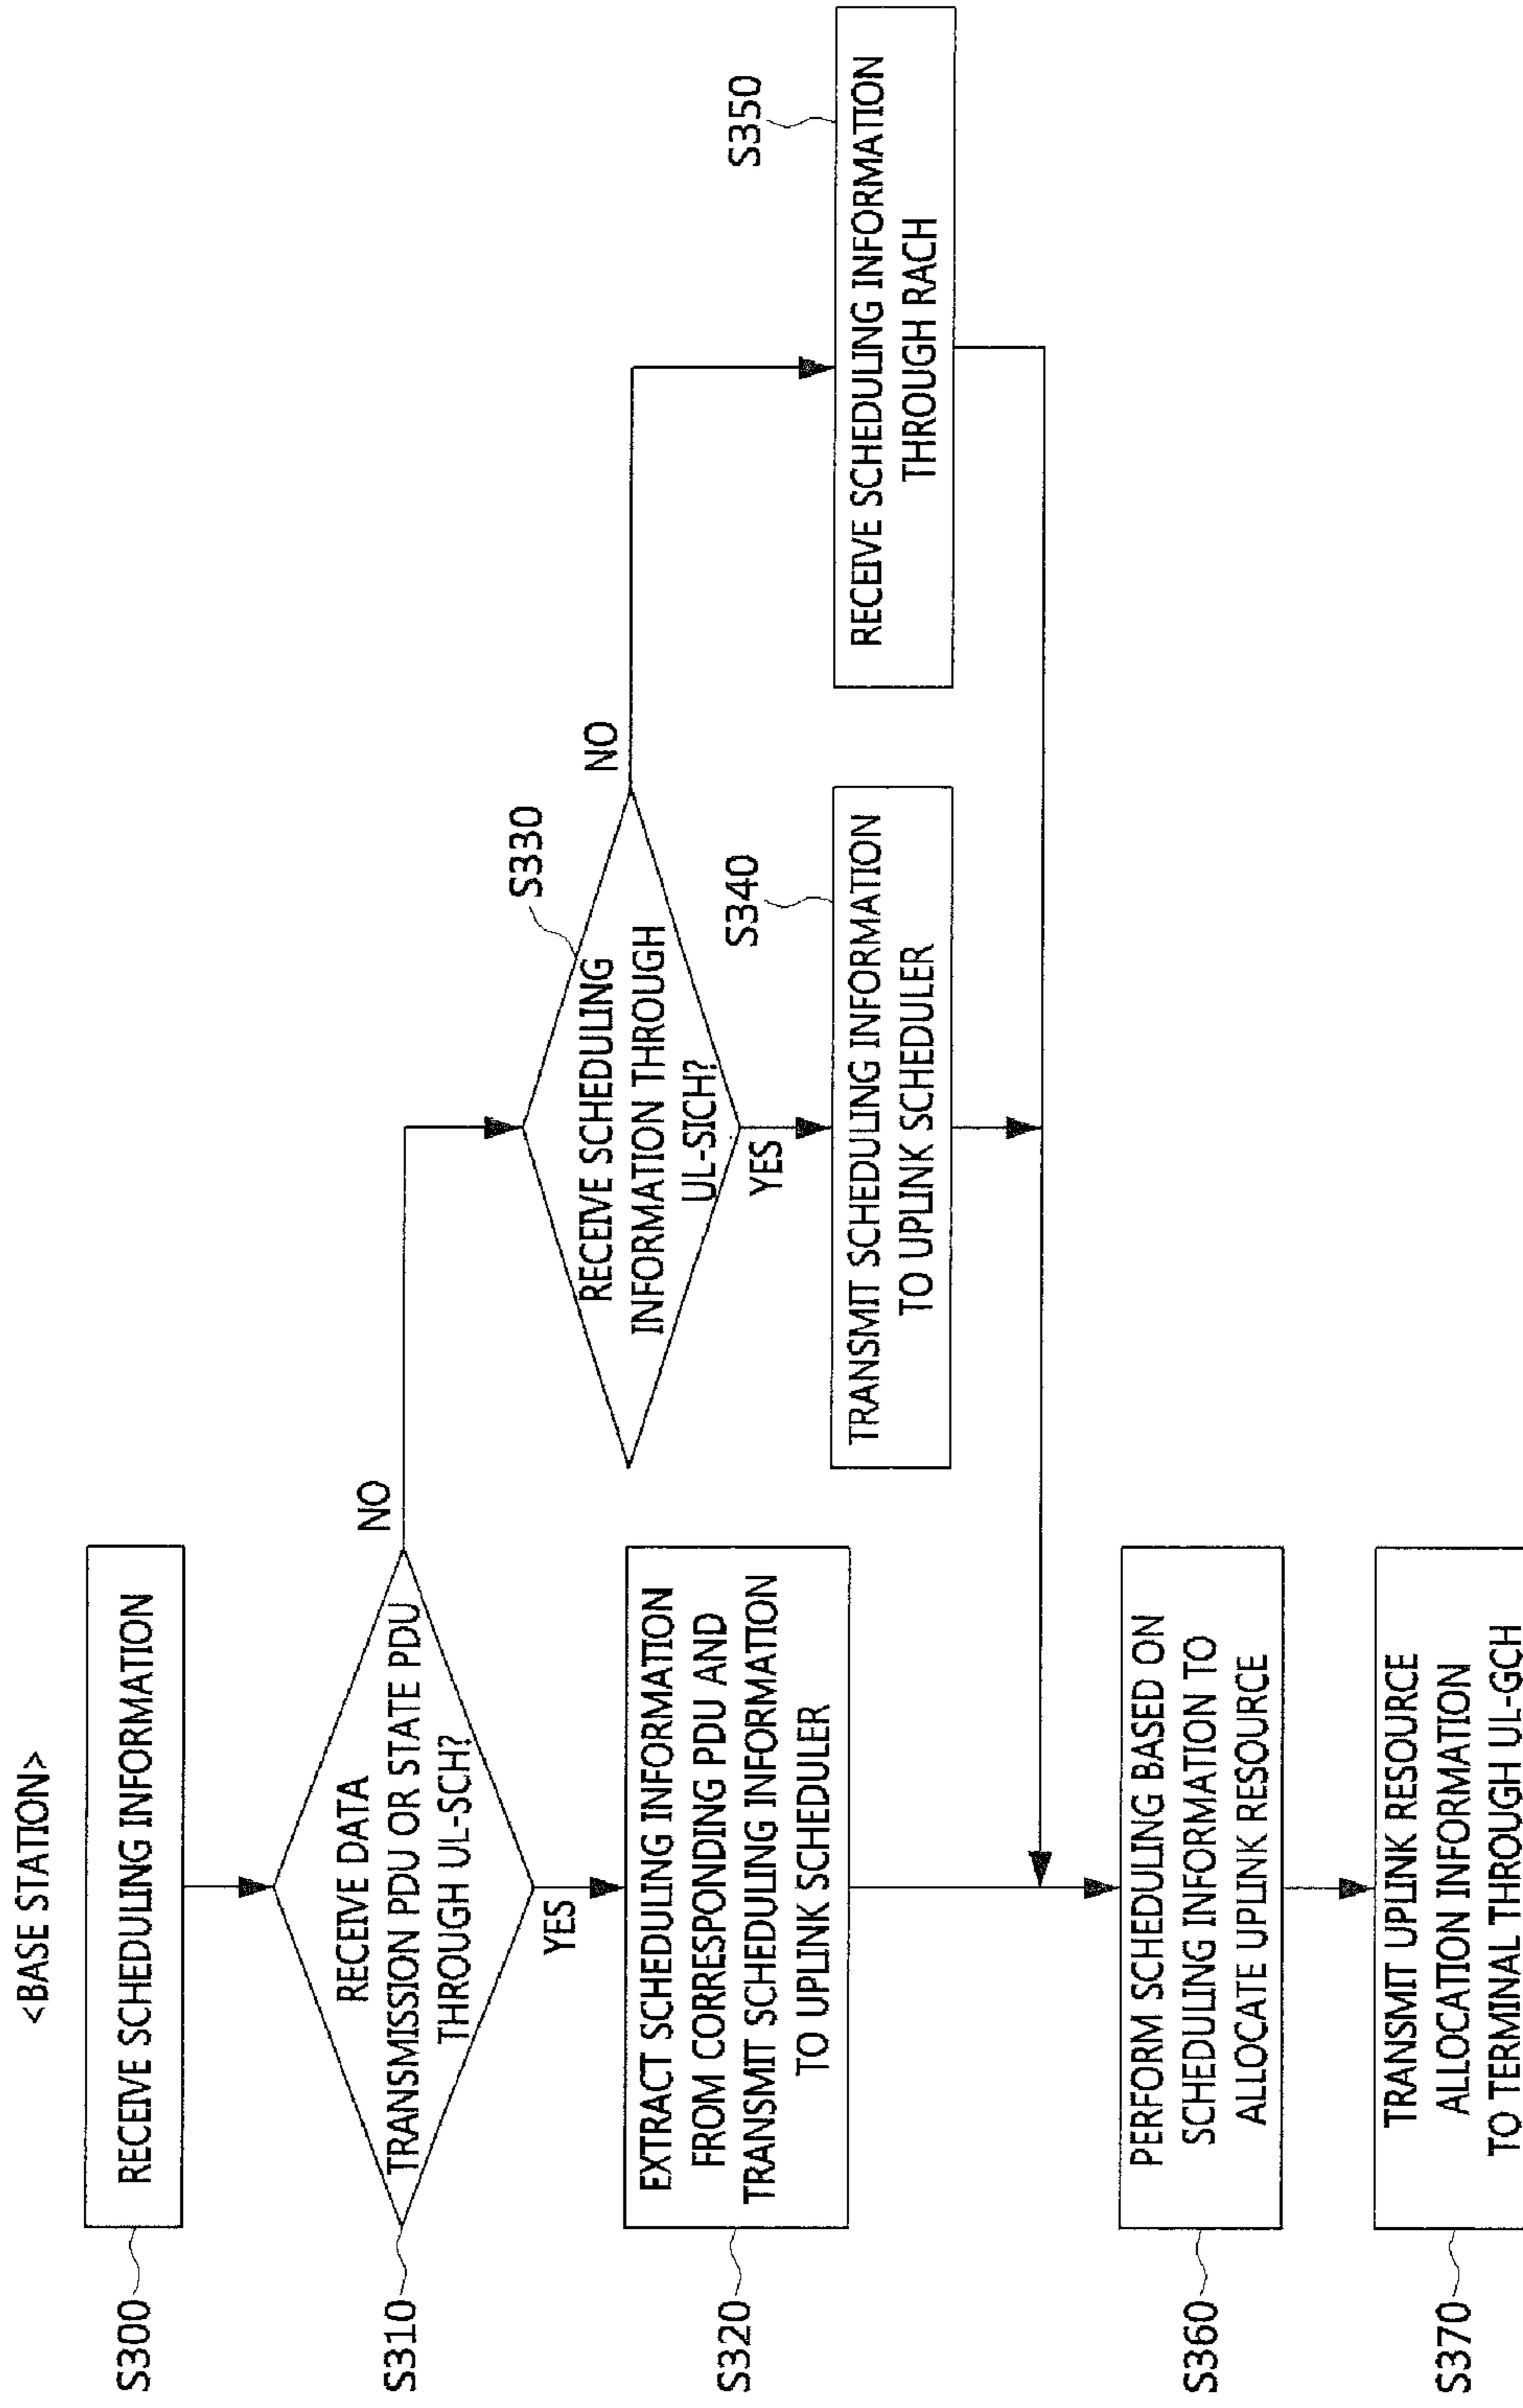 <BASE STATION>
S300
RECEIVE SCHEDULING INFORMATION
S310
RECEIVE DATA
TRANSMISSION PDU OR STATE PDU
THROUGH UL-SCH?
NO
YES
S320
EXTRACT SCHEDULING INFORMATION
FROM CORRESPONDING PDU AND
TRANSMIT SCHEDULING INFORMATION
TO UPLINK SCHEDULER
S330
RECEIVE SCHEDULING
INFORMATION THROUGH
UL-SICH?
NO
YES
S340
TRANSMIT SCHEDULING INFORMATION
TO UPLINK SCHEDULER
S350
RECEIVE SCHEDULING INFORMATION
THROUGH RACH
S360
PERFORM SCHEDULING BASED ON
SCHEDULING INFORMATION TO
ALLOCATE UPLINK RESOURCE
S370
TRANSMIT UPLINK RESOURCE
ALLOCATION INFORMATION
TO TERMINAL THROUGH UL-GCH